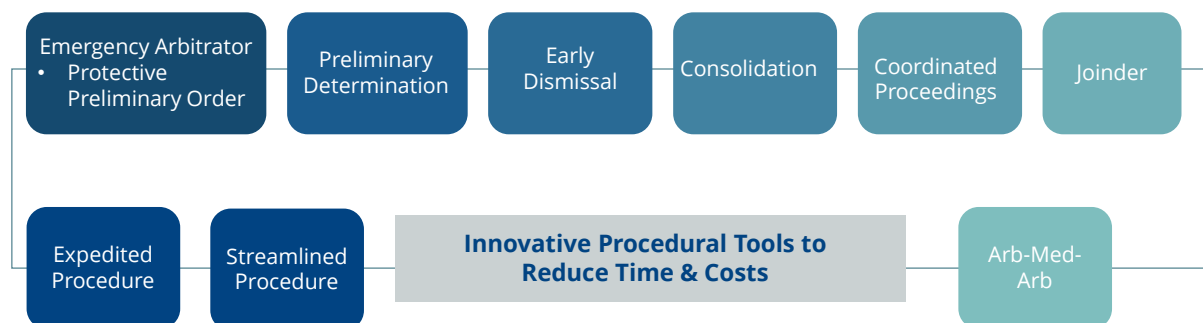 Emergency Arbitrator
• Protective
Preliminary Order
Preliminary
Determination
Early
Dismissal
Consolidation
Coordinated
Proceedings
Joinder
Expedited
Procedure
Streamlined
Procedure
Innovative Procedural Tools to
Reduce Time & Costs
Arb-Med-
Arb